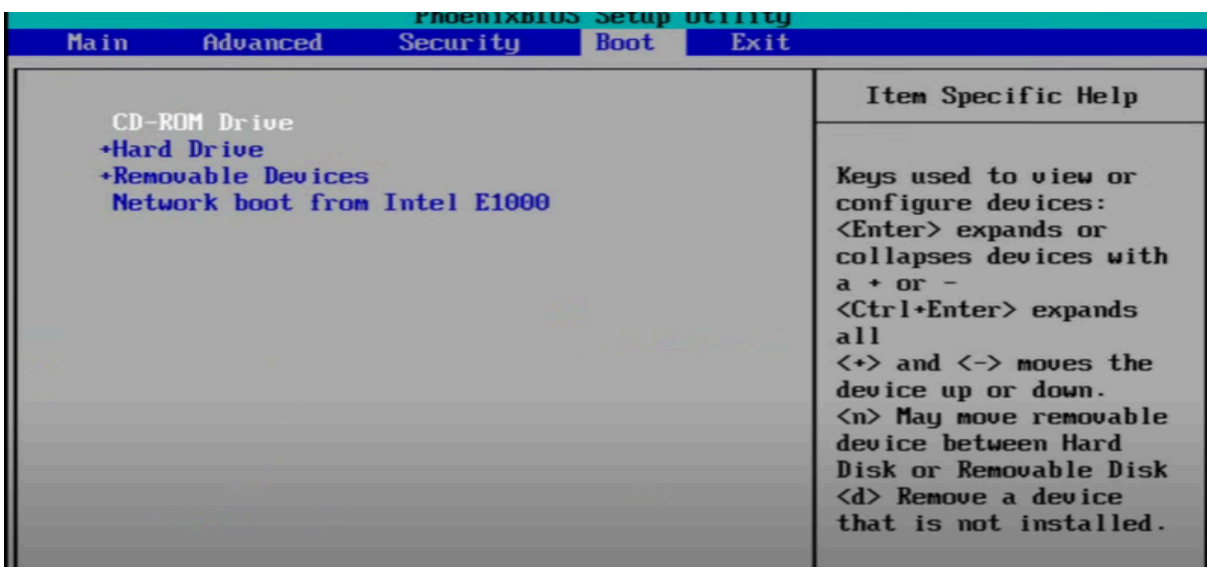 PhoenixBIOS Setup Utility
Main Advanced Security Boot Exit
CD-ROM Drive
+Hard Drive
+Removable Devices
Network boot from Intel E1000
Item Specific Help
Keys used to view or
configure devices:
<Enter> expands or
collapses devices with
a + or -
<Ctrl+Enter> expands
all
<+> and <-> moves the
device up or down.
<n> May move removable
device between Hard
Disk or Removable Disk
<d> Remove a device
that is not installed.